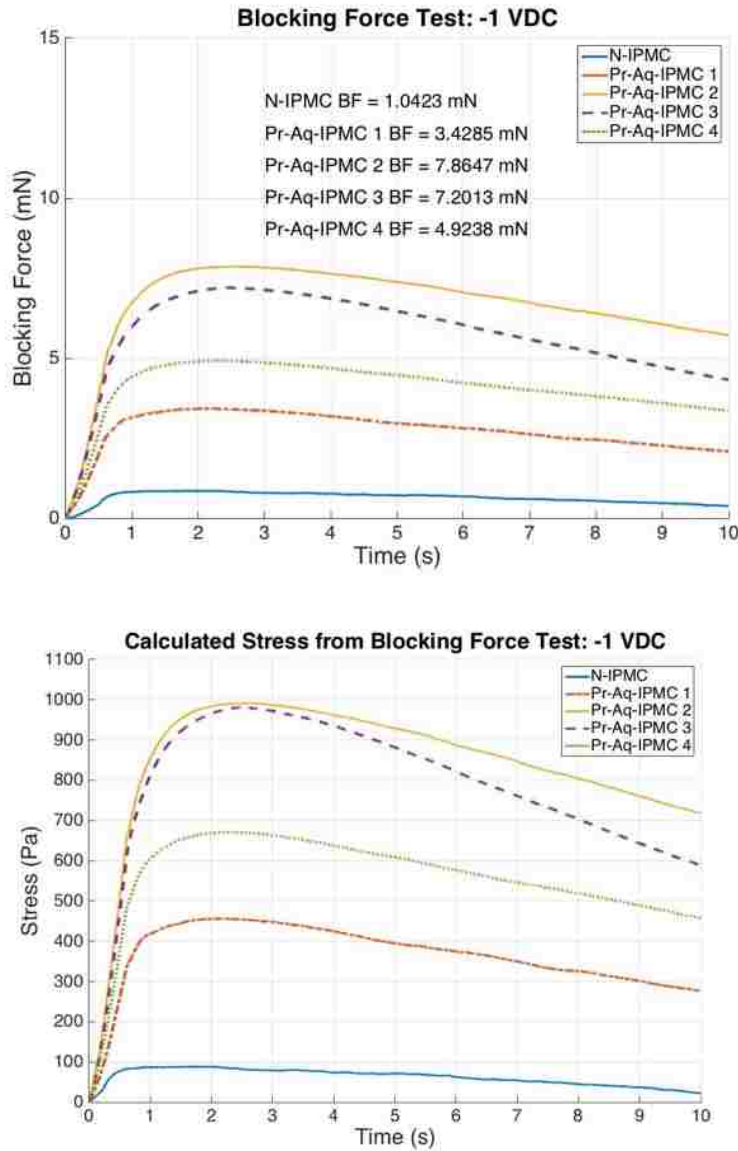 Blocking Force Test: -1 VDC
N-IPMC
Pr-Aq-IPMC 1
Pr-Aq-IPMC 2
Pr-Aq-IPMC 3
Pr-Aq-IPMC 4
N-IPMC BF = 1.0423 mN
Pr-Aq-IPMC 1 BF = 3.4285 mN
Pr-Aq-IPMC 2 BF = 7.8647 mN
Pr-Aq-IPMC 3 BF = 7.2013 mN
Pr-Aq-IPMC 4 BF = 4.9238 mN
Blocking Force (mN)
15
10
5
0
0 1 2 3 4 5 6 7 8 9 10
Time (s)
Calculated Stress from Blocking Force Test: -1 VDC
N-IPMC
Pr-Aq-IPMC 1
Pr-Aq-IPMC 2
Pr-Aq-IPMC 3
Pr-Aq-IPMC 4
Stress (Pa)
1100
1000
900
800
700
600
500
400
300
200
100
0
0 1 2 3 4 5 6 7 8 9 10
Time (s)